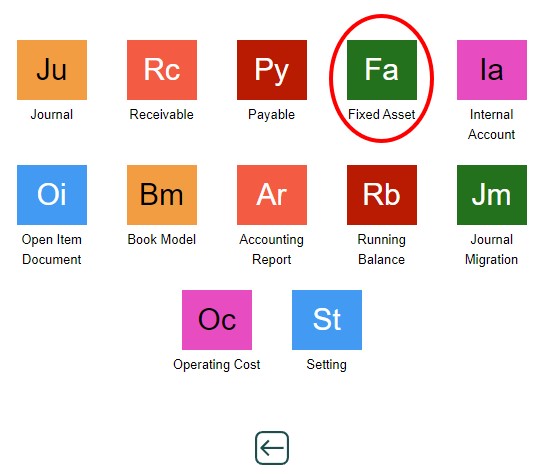 Ju
Rc
Py
Fa
Ia
Journal
Receivable
Payable
Fixed Asset
Internal
Account
Oi
Bm
Ar
Rb
Jm
Open Item
Document
Book Model
Accounting
Report
Running
Balance
Journal
Migration
Oc
St
Operating Cost
Setting